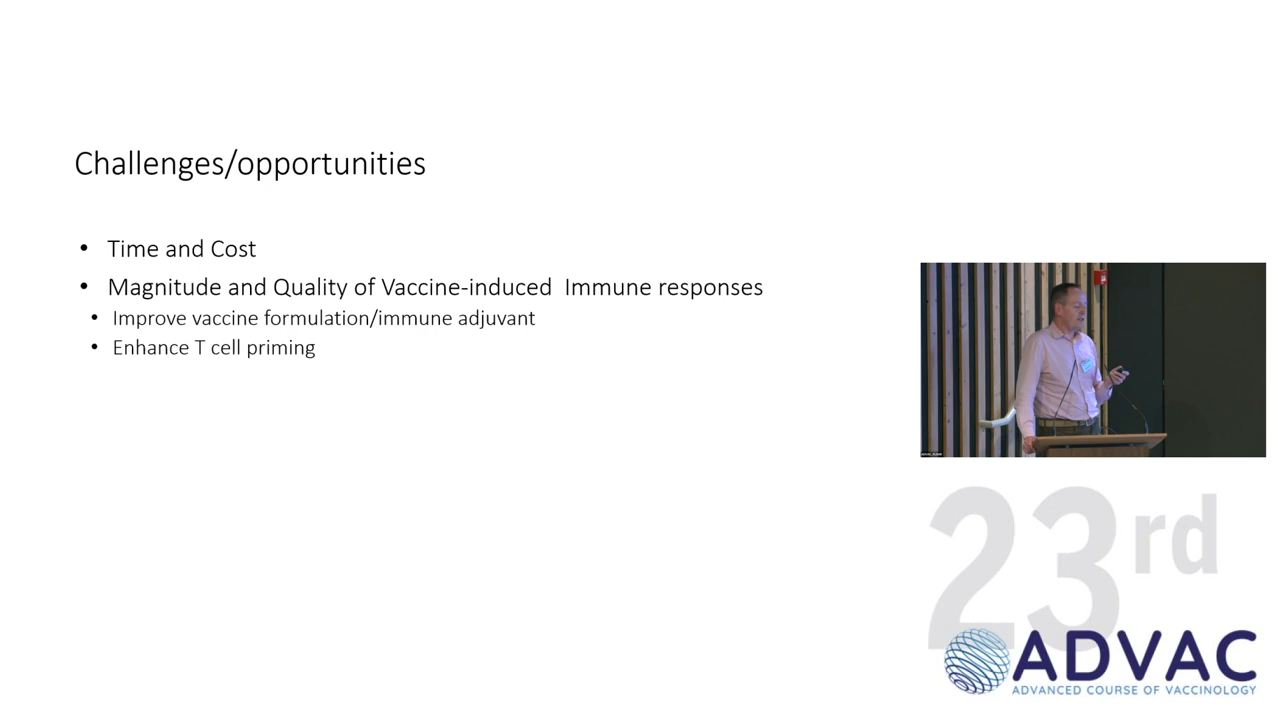 Challenges/opportunities
• Time and Cost
• Magnitude and Quality of Vaccine-induced  Immune responses
• Improve vaccine formulation/immune adjuvant
• Enhance T cell priming
23rd
ADVAC
ADVANCED COURSE OF VACCINOLOGY